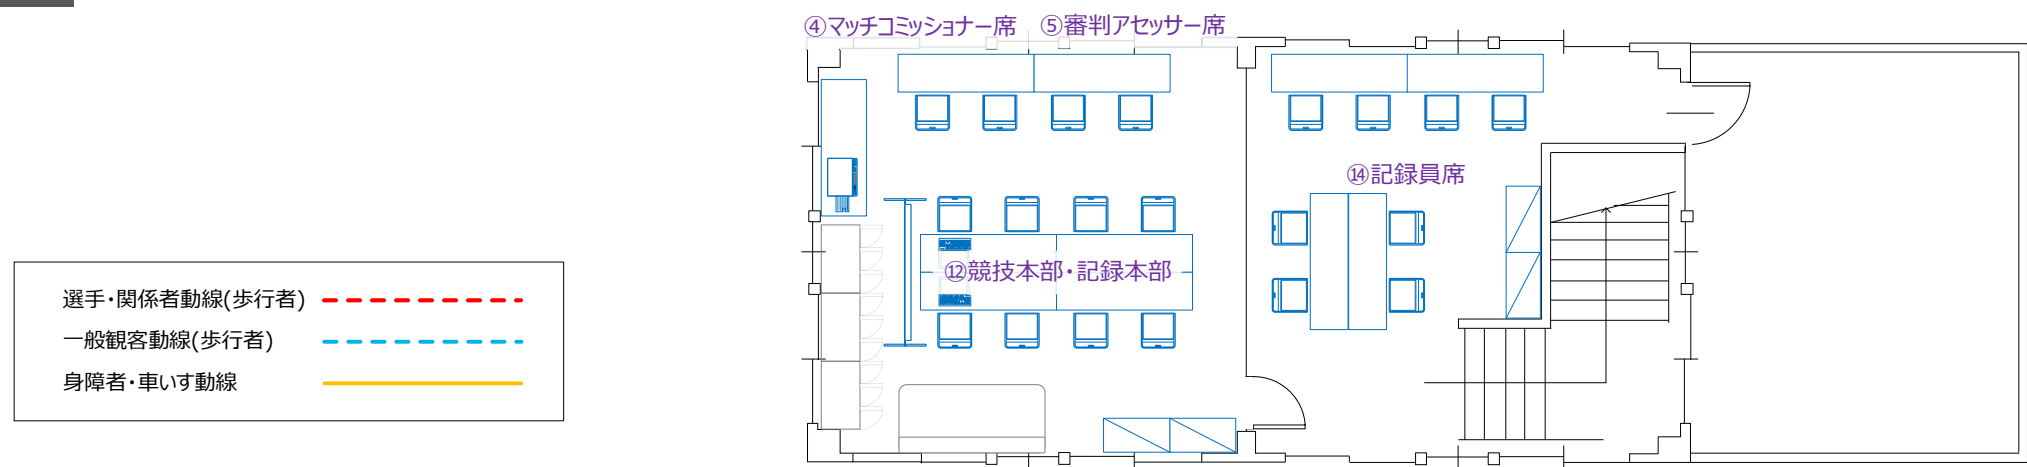 ④マッチコミッショナー席 ⑤審判アセッサー席
⑭記録員席
⑫競技本部・記録本部
選手・関係者動線(歩行者)
一般観客動線(歩行者)
身障者・車いす動線